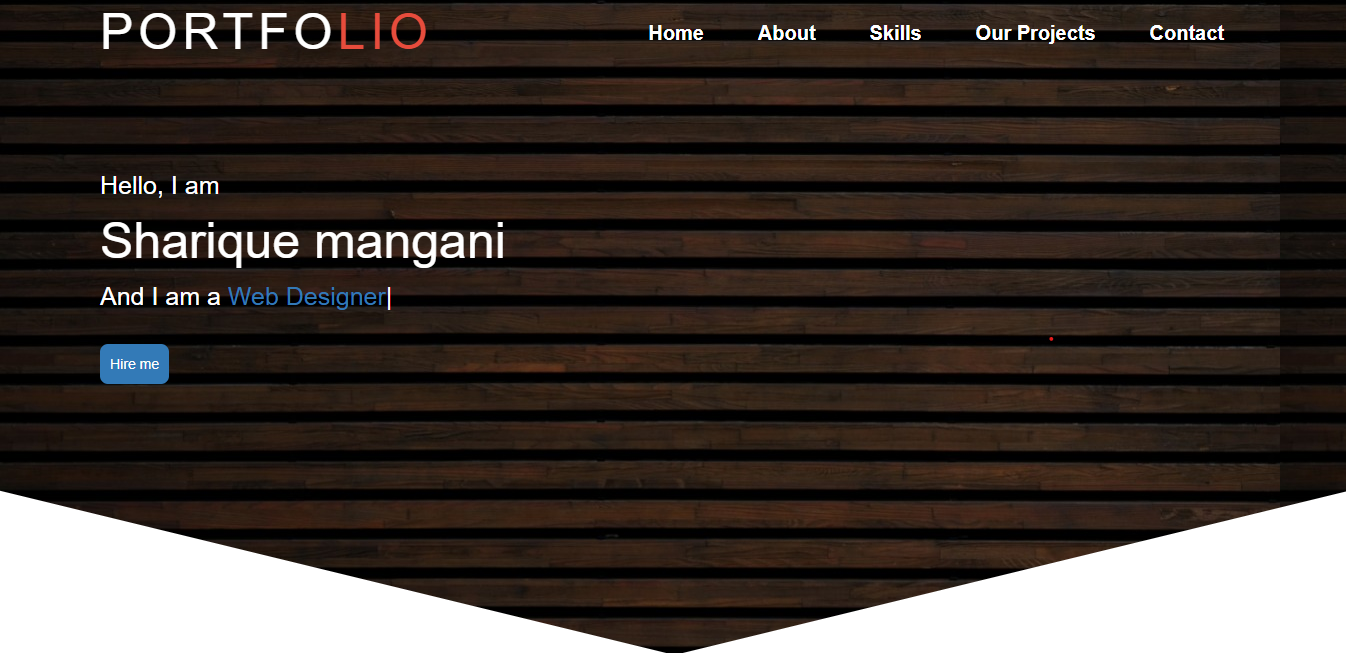 PORTFOLIO
Home About Skills Our Projects Contact
Hello, I am
Sharique mangani
And I am a Web Designer|
Hire me